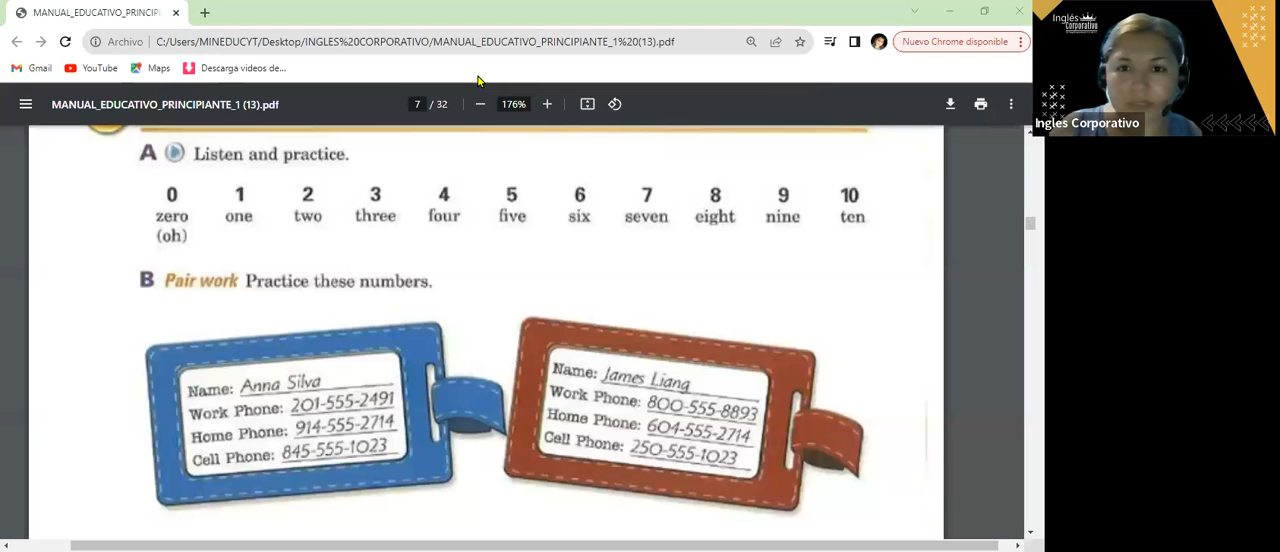 MANUAL_EDUCATIVO_PRINCIPI
Archivo
C:/Users/MINEDUCYT/Desktop/INGLES%20CORPORATIVO/MANUAL_EDUCATIVO_PRINCIPIANTE_1%20(13).pdf
Nuevo Chrome disponible
Gmail YouTube Maps Descarga videos de...
MANUAL_EDUCATIVO_PRINCIPIANTE_1 (13).pdf
7 / 32
176%
Inglés
Corporativo
Ingles Corporativo
A Listen and practice.
0 1 2 3 4 5 6 7 8 9 10
zero one two three four five six seven eight nine ten
(oh)
B Pair work Practice these numbers.
Name: Anna Silva
Work Phone: 201-555-2491
Home Phone: 914-555-2714
Cell Phone: 845-555-1023
Name: James Liang
Work Phone: 800-555-8893
Home Phone: 604-555-2714
Cell Phone: 250-555-1023